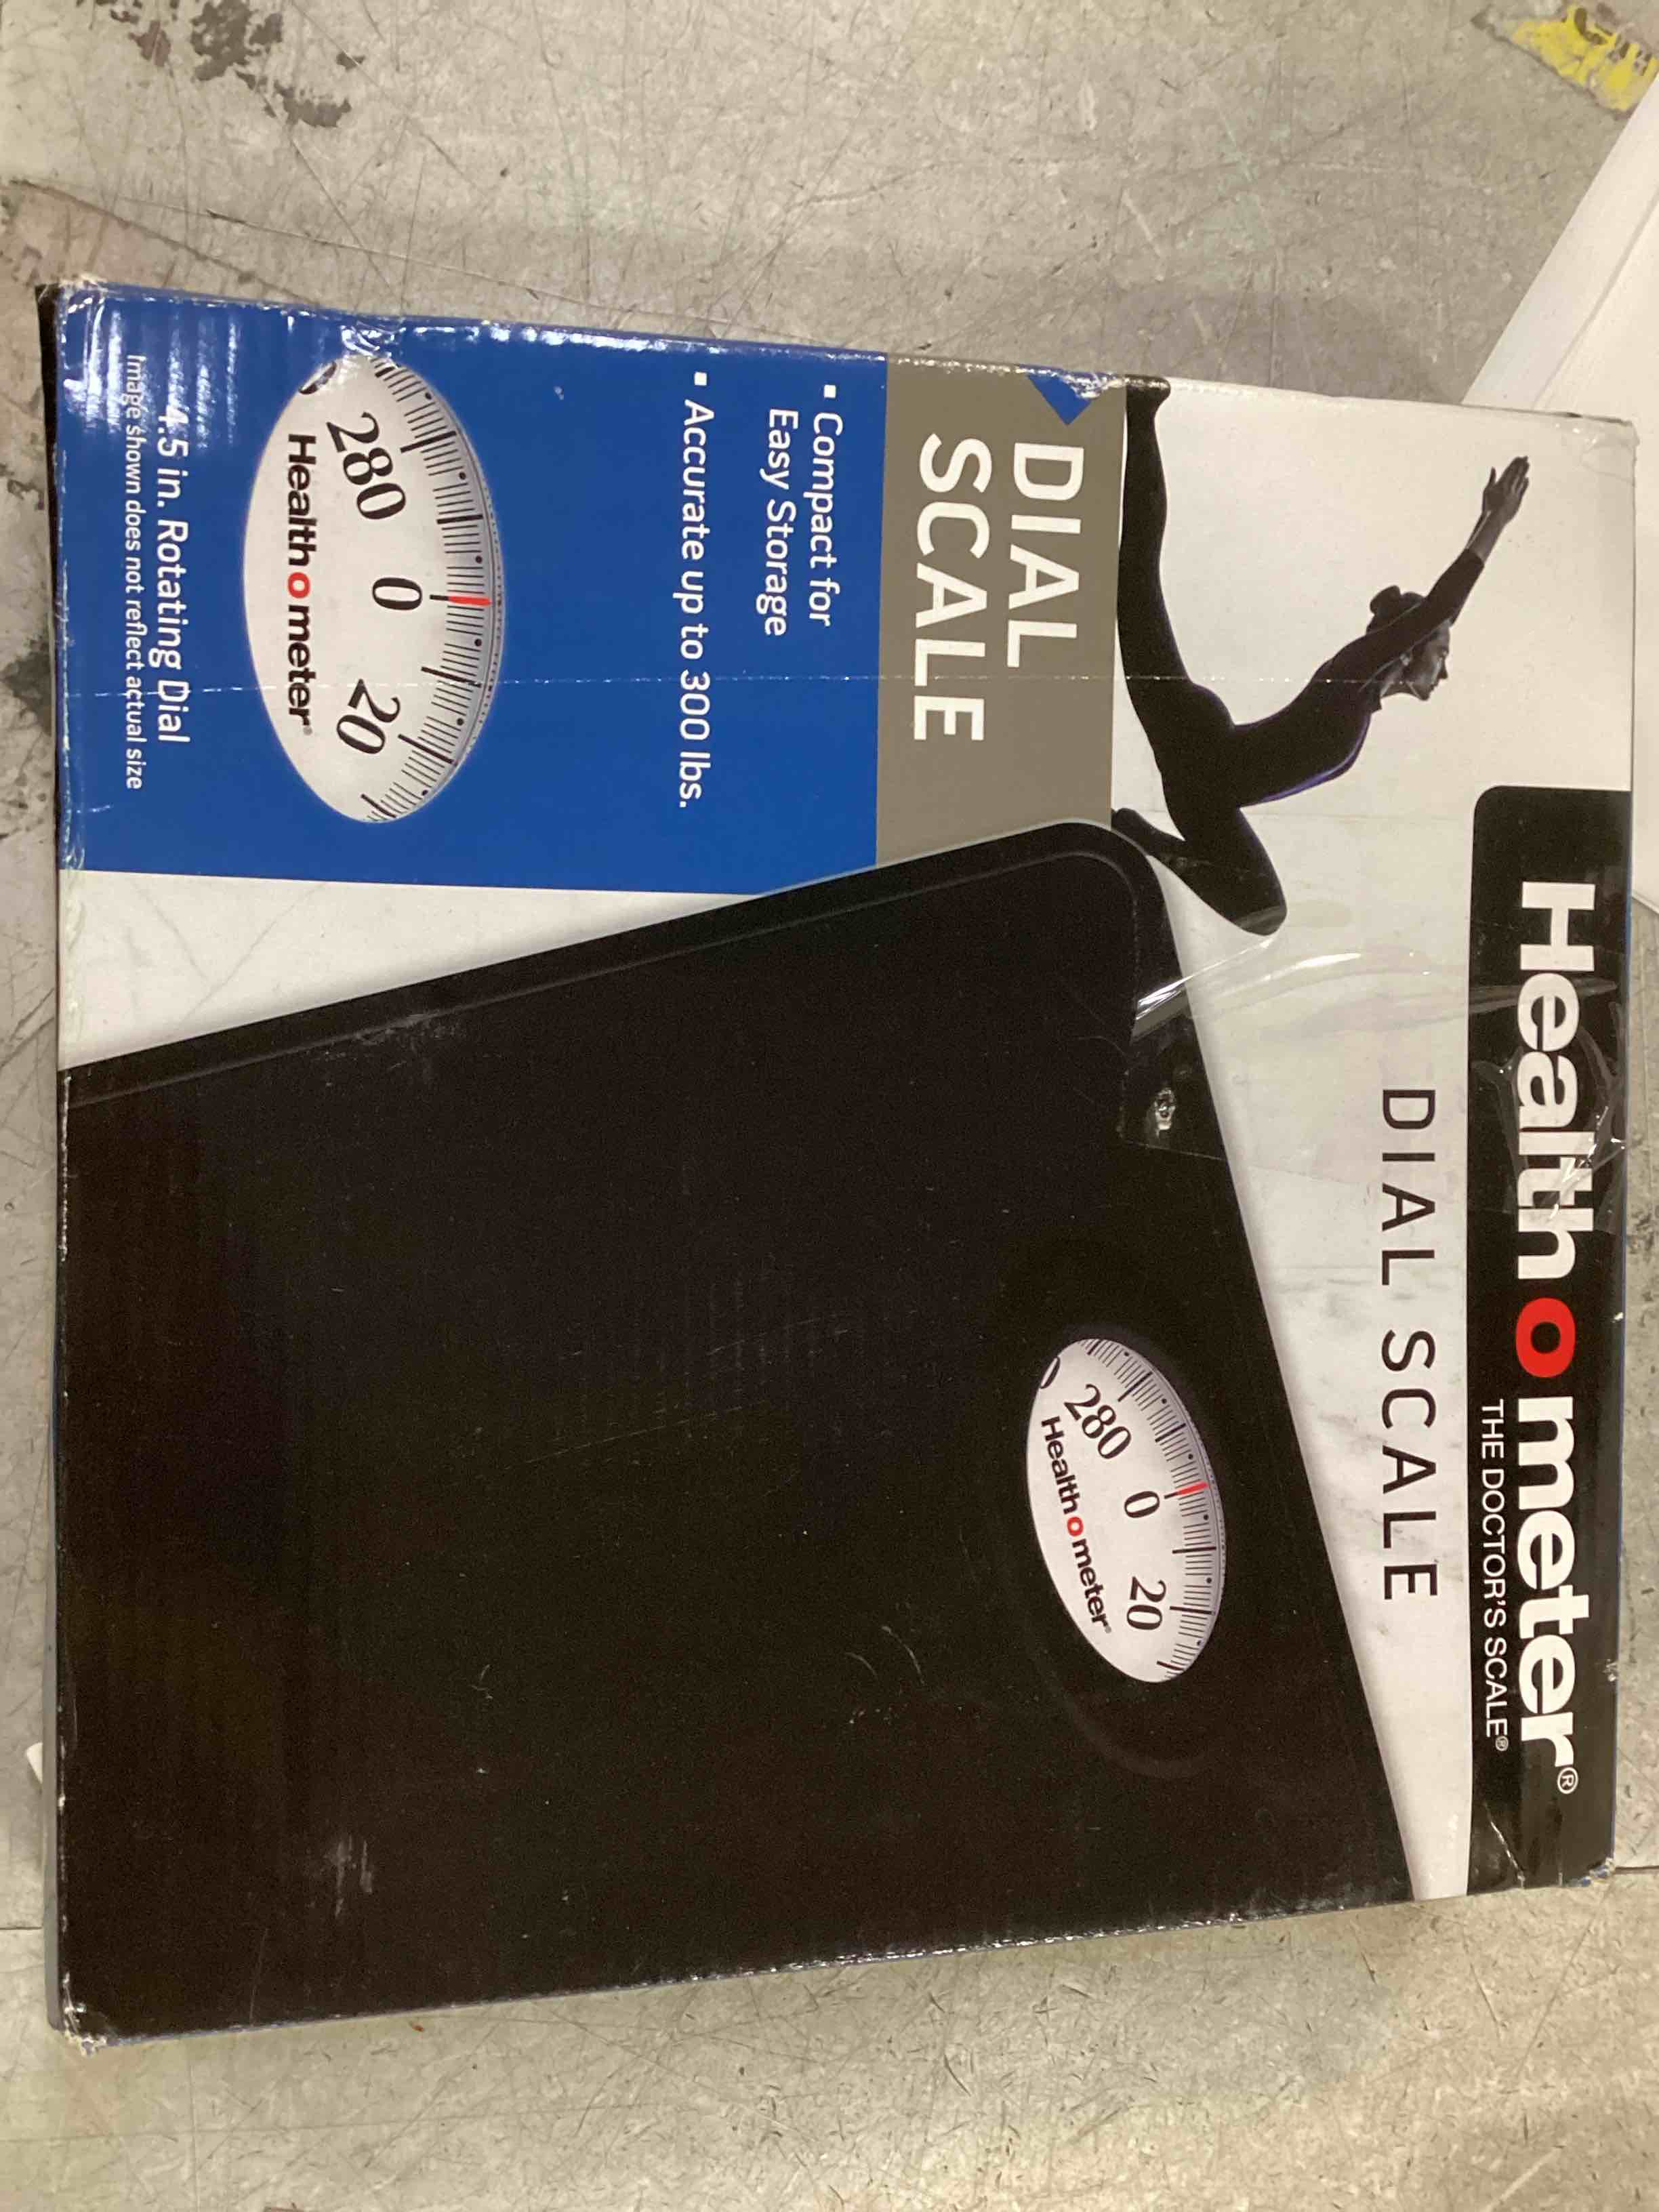 Health o meter®
THE DOCTOR'S SCALE®
DIAL SCALE
DIAL
SCALE
▪ Compact for
Easy Storage
▪ Accurate up to 300 lbs.
280 0 20
Health o meter®
4.5 in. Rotating Dial
Image shown does not reflect actual size
280 0 20
Health o meter®